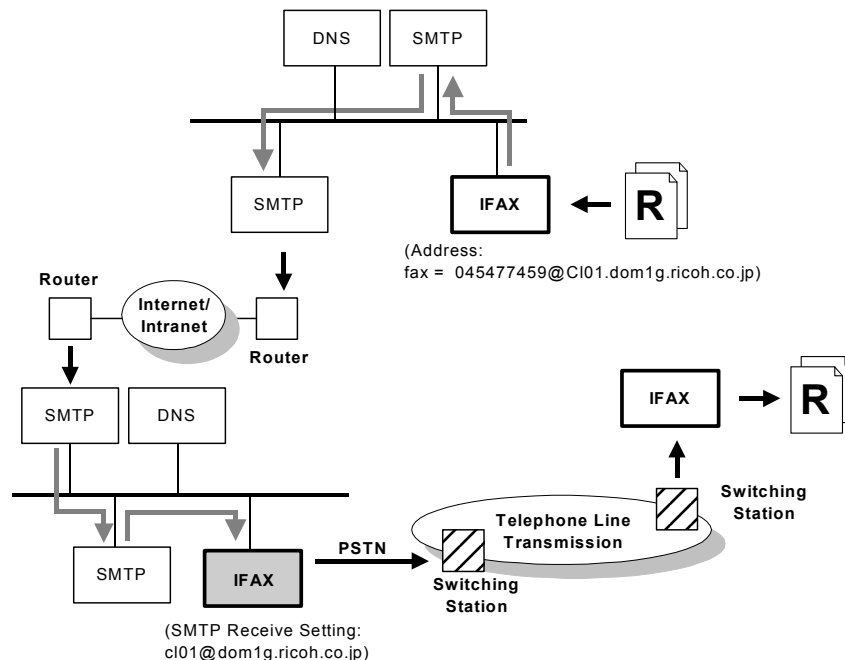 DNS
SMTP
SMTP
IFAX
R
(Address:
fax = 045477459@Cl01.dom1g.ricoh.co.jp)
Router
Internet/
Intranet
Router
SMTP
DNS
IFAX
R
Switching
Station
Telephone Line
Transmission
PSTN
SMTP
IFAX
Switching
Station
(SMTP Receive Setting:
cl01@dom1g.ricoh.co.jp)